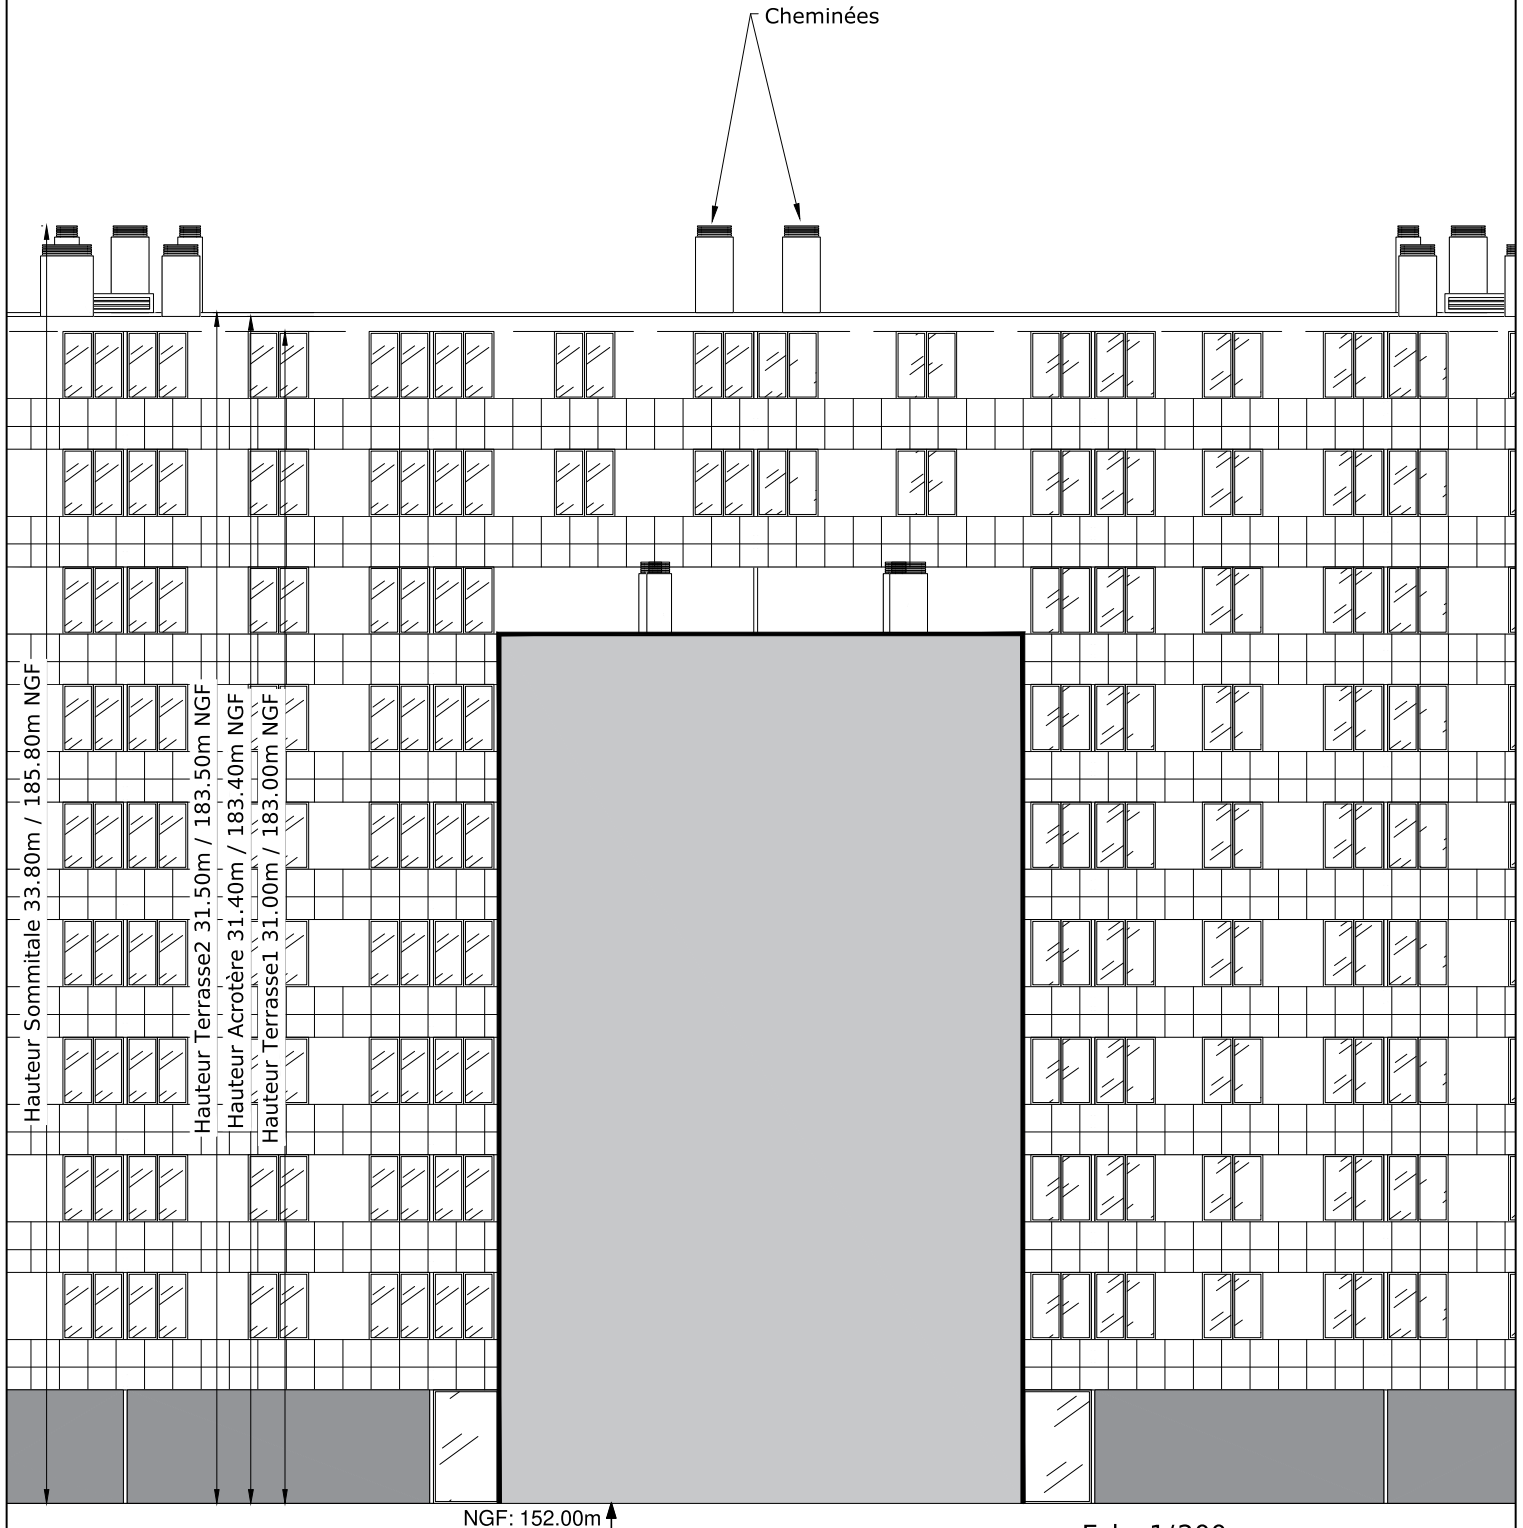 Cheminées
Hauteur Sommitale 33.80m / 185.80m NGF
Hauteur Terrasse2 31.50m / 183.50m NGF
Hauteur Acrotère 31.40m / 183.40m NGF
Hauteur Terrasse1 31.00m / 183.00m NGF
NGF: 152.00m